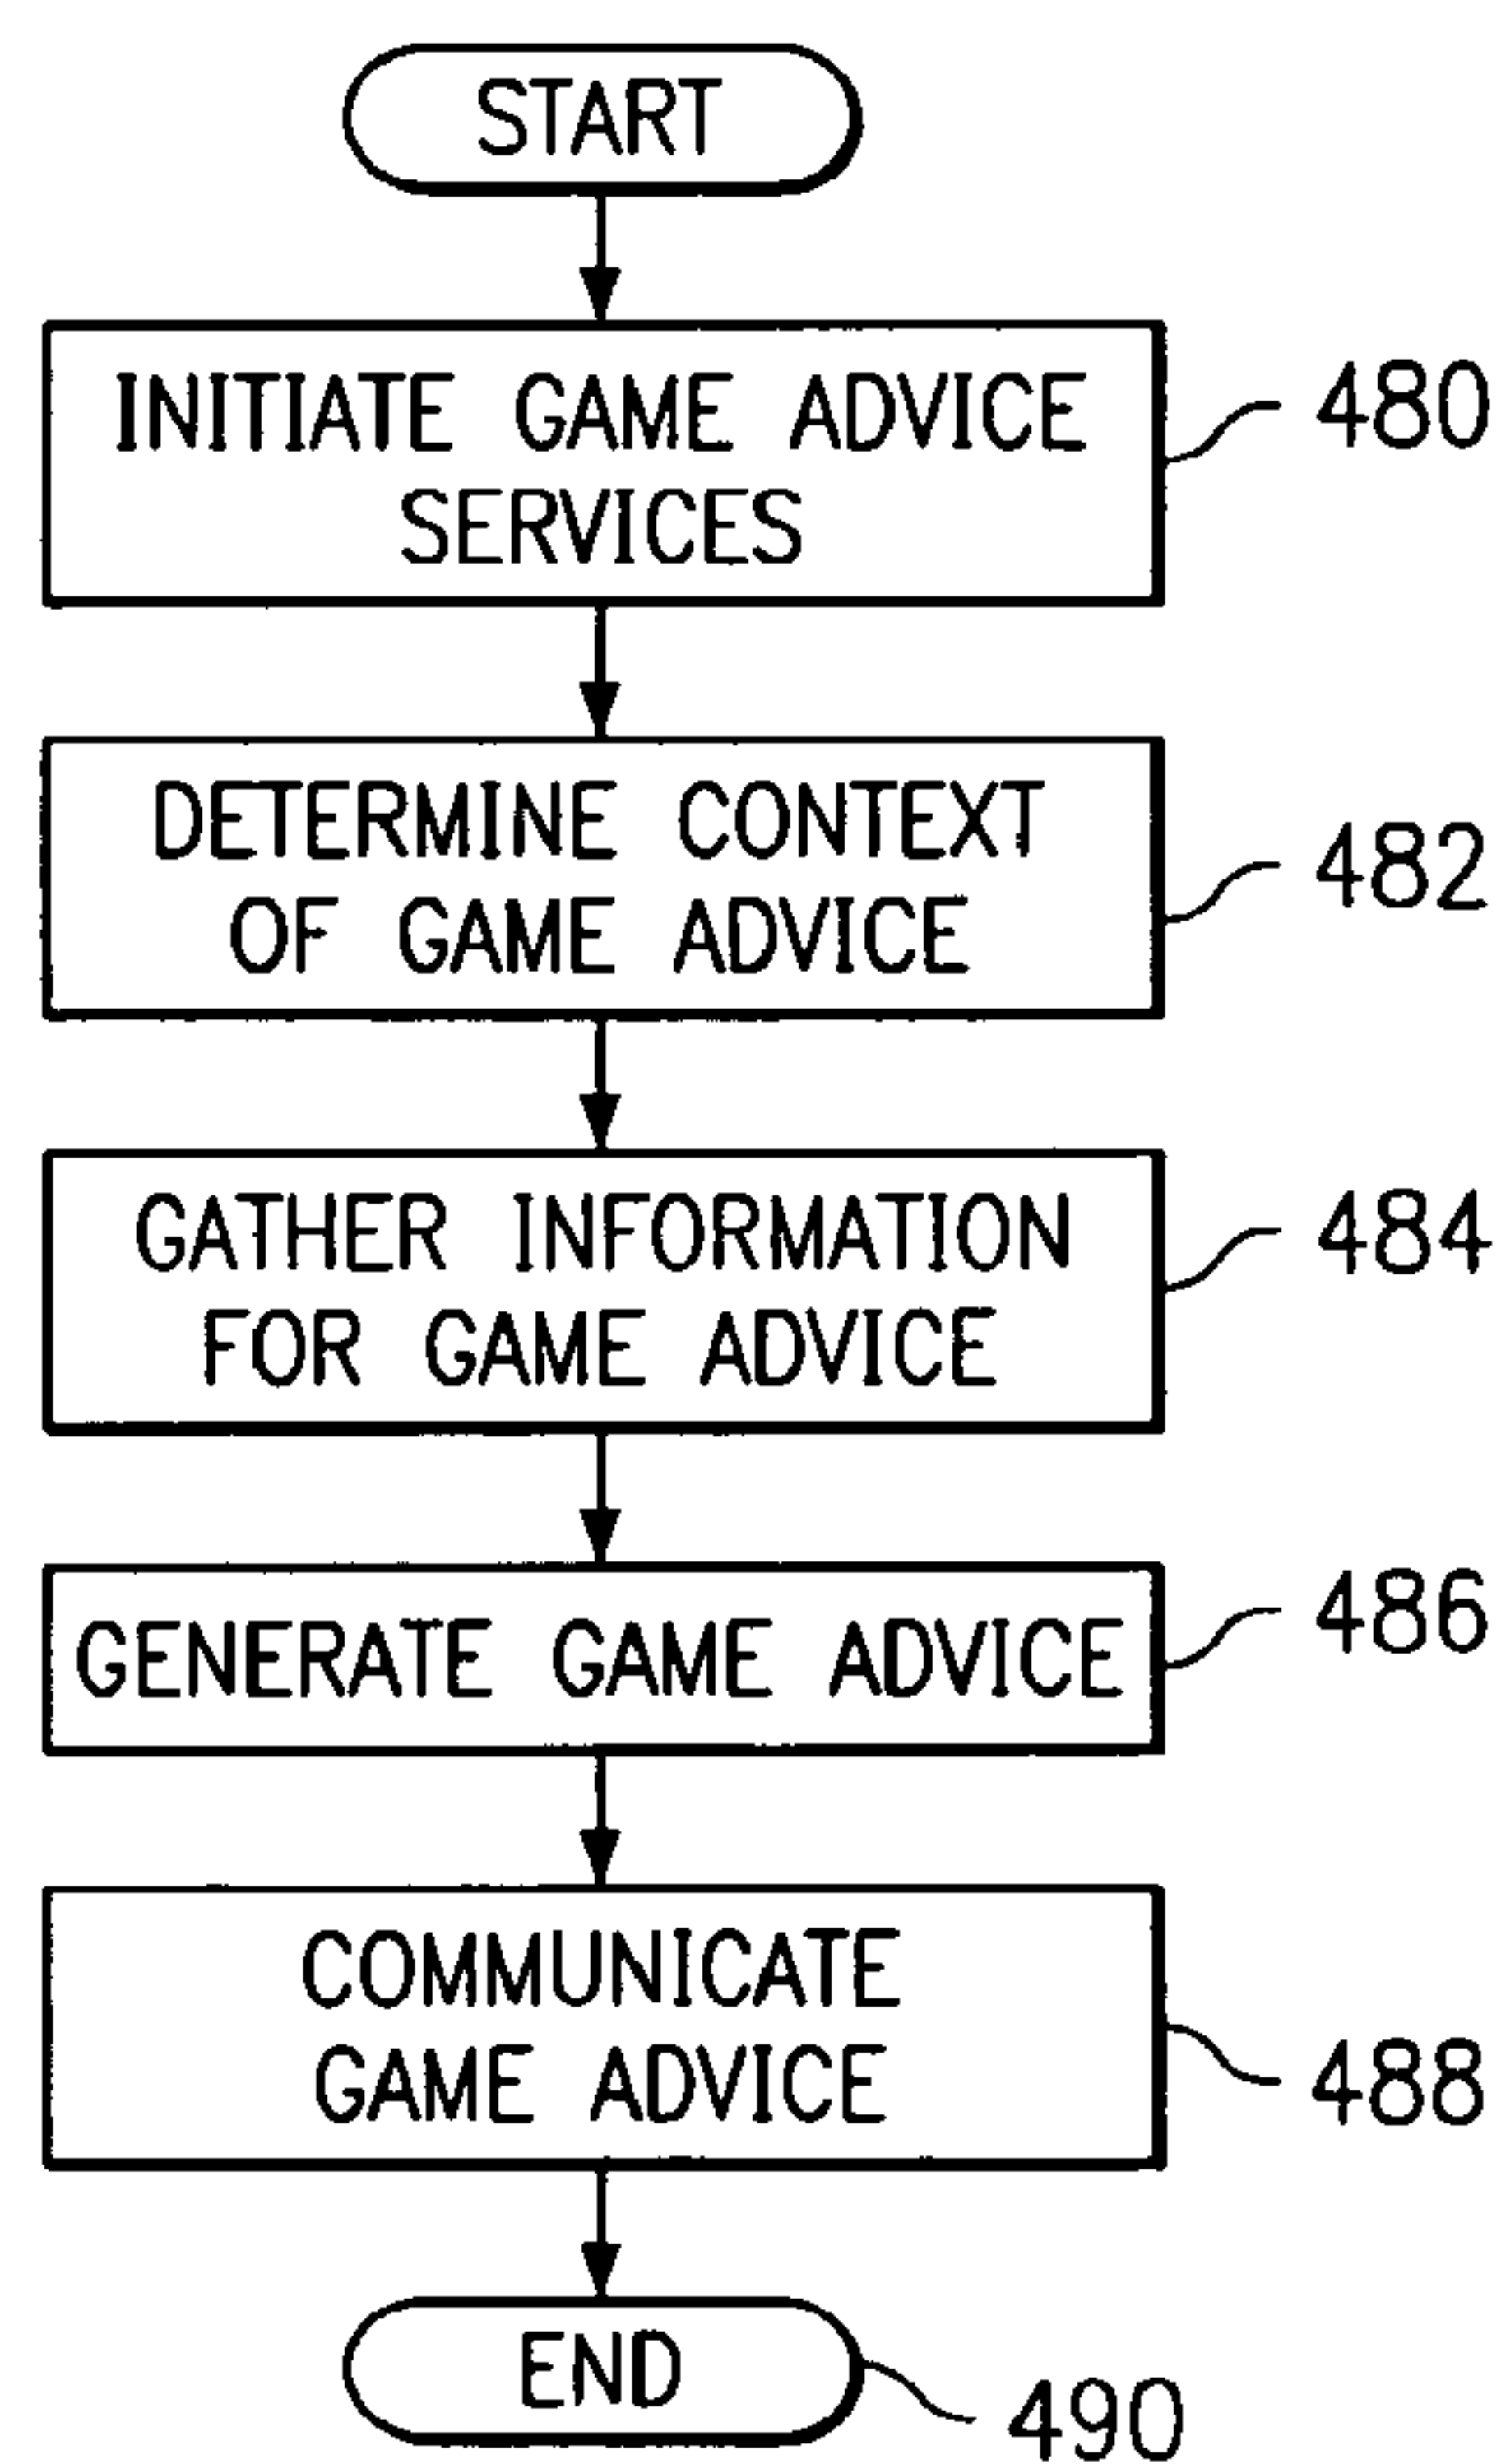 START
INITIATE GAME ADVICE
SERVICES
480
DETERMINE CONTEXT
OF GAME ADVICE
482
GATHER INFORMATION
FOR GAME ADVICE
484
GENERATE GAME ADVICE
486
COMMUNICATE
GAME ADVICE
488
END
490